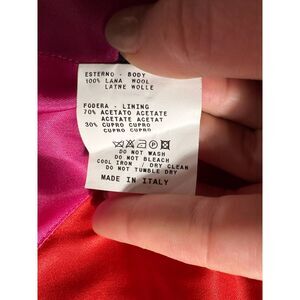 ESTERNO - BODY
100% LANA WOOL
LAINE WOLLE
FODERA - LINING
70% ACETATO ACETATE
ACETAT ACETAT
30% CUPRO CUPRO
CUPRO CUPRO
DO NOT WASH
DO NOT BLEACH
COOL IRON / DRY CLEAN
DO NOT TUMBLE DRY
MADE IN ITALY